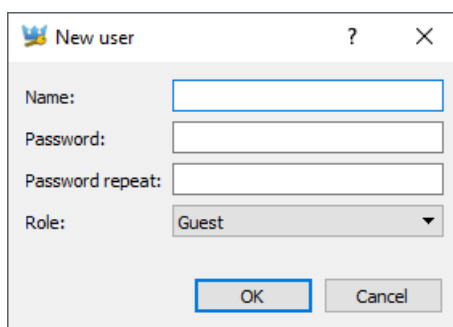 New user
Name:
Password:
Password repeat:
Role: Guest
OK Cancel